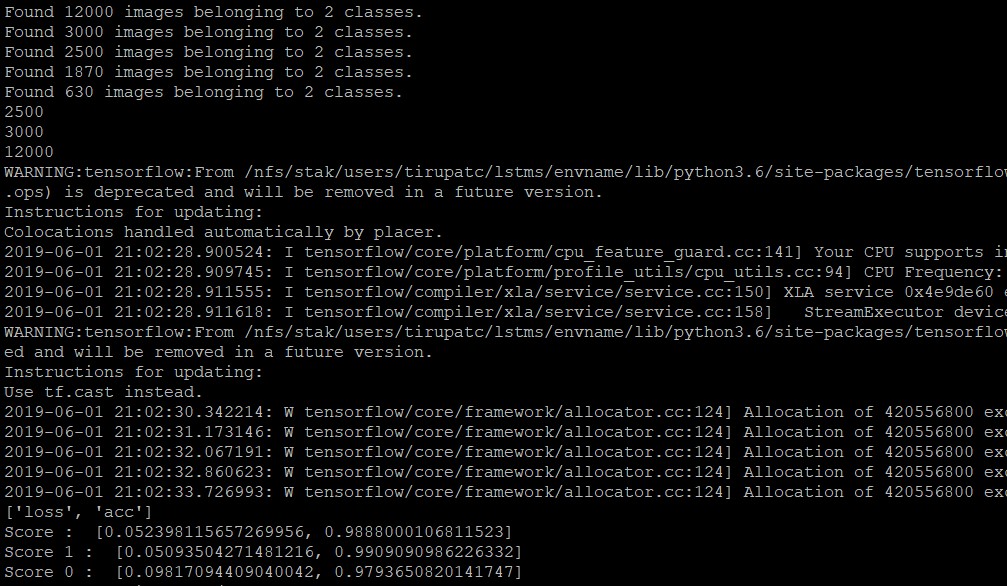 Found 12000 images belonging to 2 classes.
Found 3000 images belonging to 2 classes.
Found 2500 images belonging to 2 classes.
Found 1870 images belonging to 2 classes.
Found 630 images belonging to 2 classes.
2500
3000
12000
WARNING:tensorflow:From /nfs/stak/users/tirupatc/lstms/envname/lib/python3.6/site-packages/tensorflow
.ops) is deprecated and will be removed in a future version.
Instructions for updating:
Colocations handled automatically by placer.
2019-06-01 21:02:28.900524: I tensorflow/core/platform/cpu_feature_guard.cc:141] Your CPU supports in
2019-06-01 21:02:28.909745: I tensorflow/core/platform/profile_utils/cpu_utils.cc:94] CPU Frequency:
2019-06-01 21:02:28.911555: I tensorflow/compiler/xla/service/service.cc:150] XLA service 0x4e9de60 e
2019-06-01 21:02:28.911618: I tensorflow/compiler/xla/service/service.cc:158]   StreamExecutor device
WARNING:tensorflow:From /nfs/stak/users/tirupatc/lstms/envname/lib/python3.6/site-packages/tensorflow
ed and will be removed in a future version.
Instructions for updating:
Use tf.cast instead.
2019-06-01 21:02:30.342214: W tensorflow/core/framework/allocator.cc:124] Allocation of 420556800 exc
2019-06-01 21:02:31.173146: W tensorflow/core/framework/allocator.cc:124] Allocation of 420556800 exc
2019-06-01 21:02:32.067191: W tensorflow/core/framework/allocator.cc:124] Allocation of 420556800 exc
2019-06-01 21:02:32.860623: W tensorflow/core/framework/allocator.cc:124] Allocation of 420556800 exc
2019-06-01 21:02:33.726993: W tensorflow/core/framework/allocator.cc:124] Allocation of 420556800 exc
['loss', 'acc']
Score :  [0.052398115657269956, 0.9888000106811523]
Score 1 :  [0.05093504271481216, 0.9909090986226332]
Score 0 :  [0.09817094409040042, 0.9793650820141747]